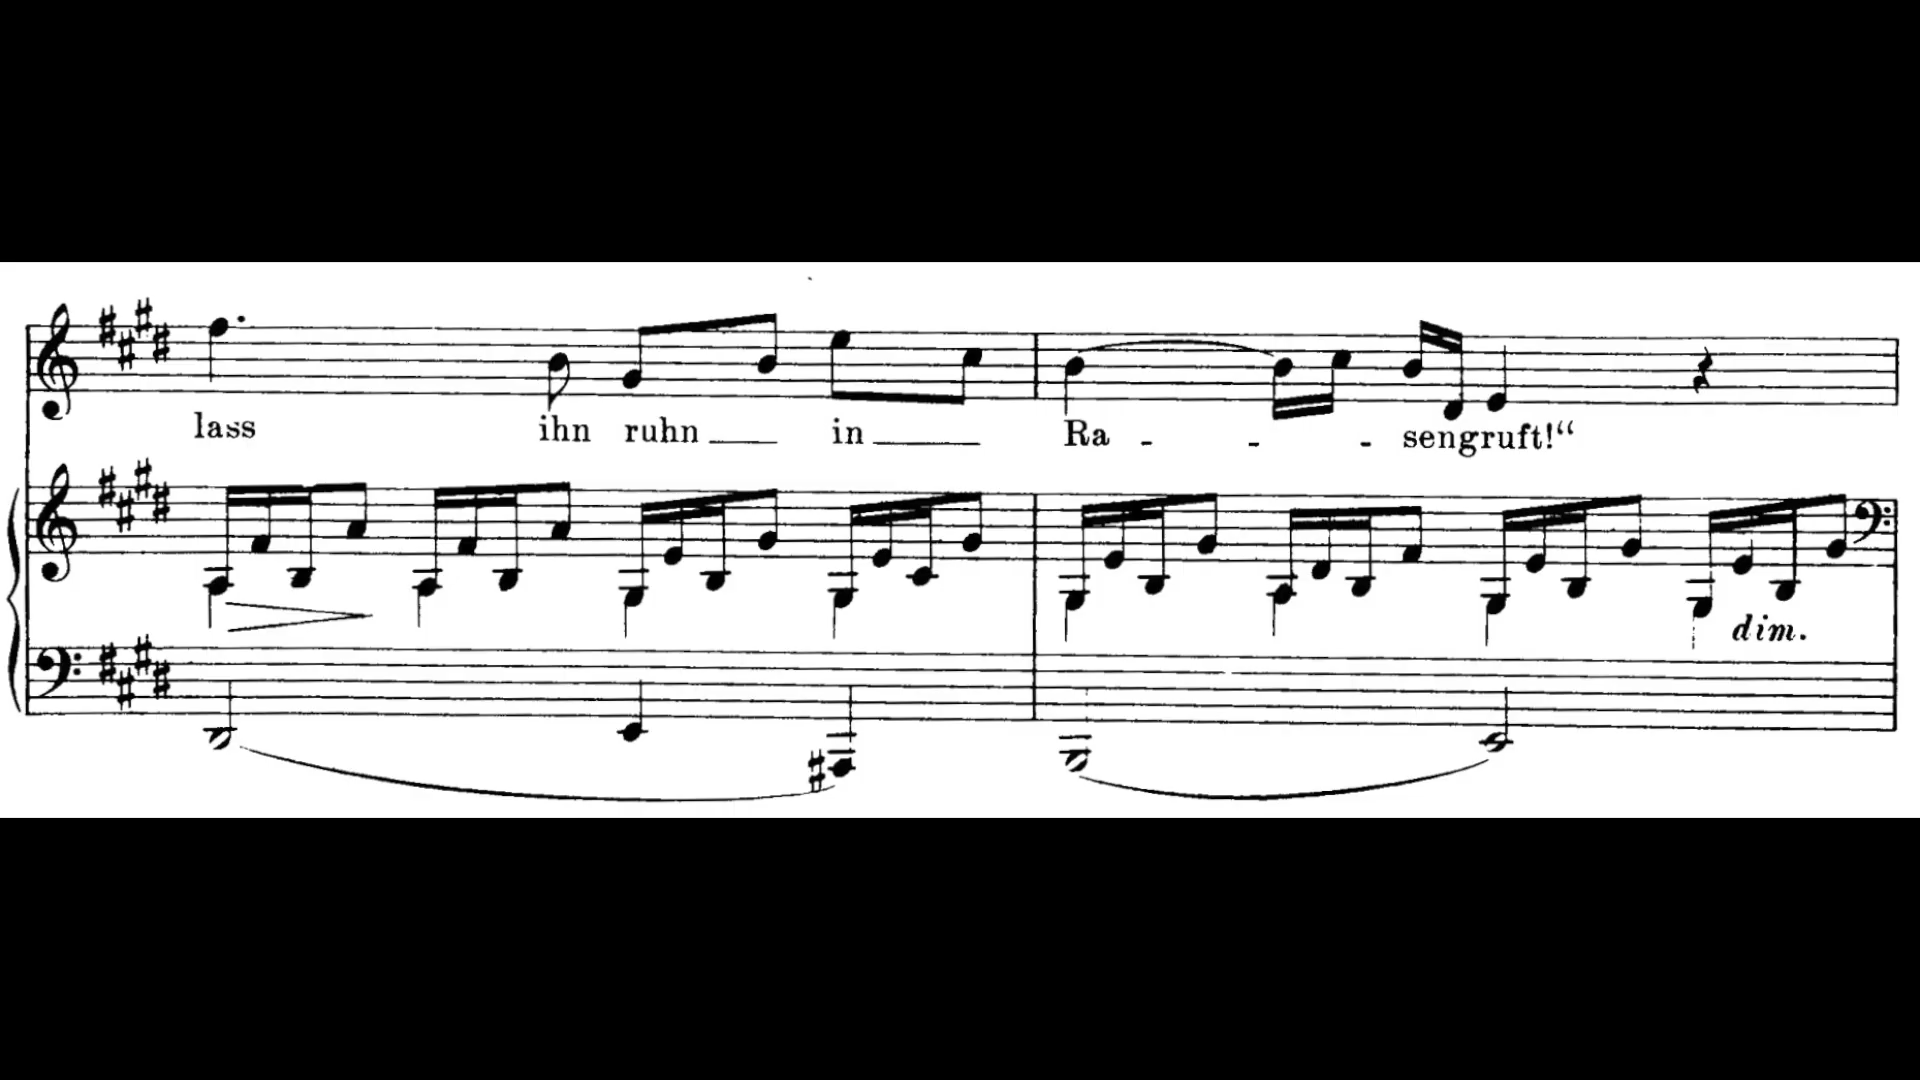 lass ihn ruhn in Ra - - - sengruft!“
dim.